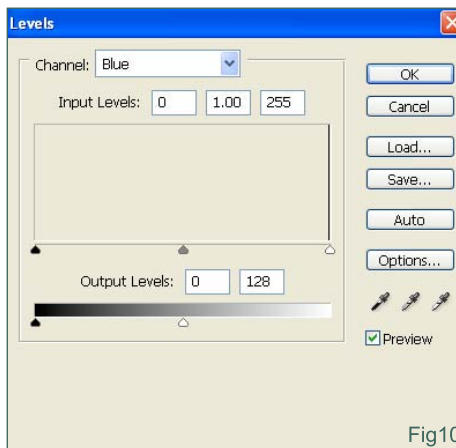 Levels
Channel: Blue
Input Levels: 0 1.00 255
Output Levels: 0 128
OK
Cancel
Load...
Save...
Auto
Options...
Preview
Fig10